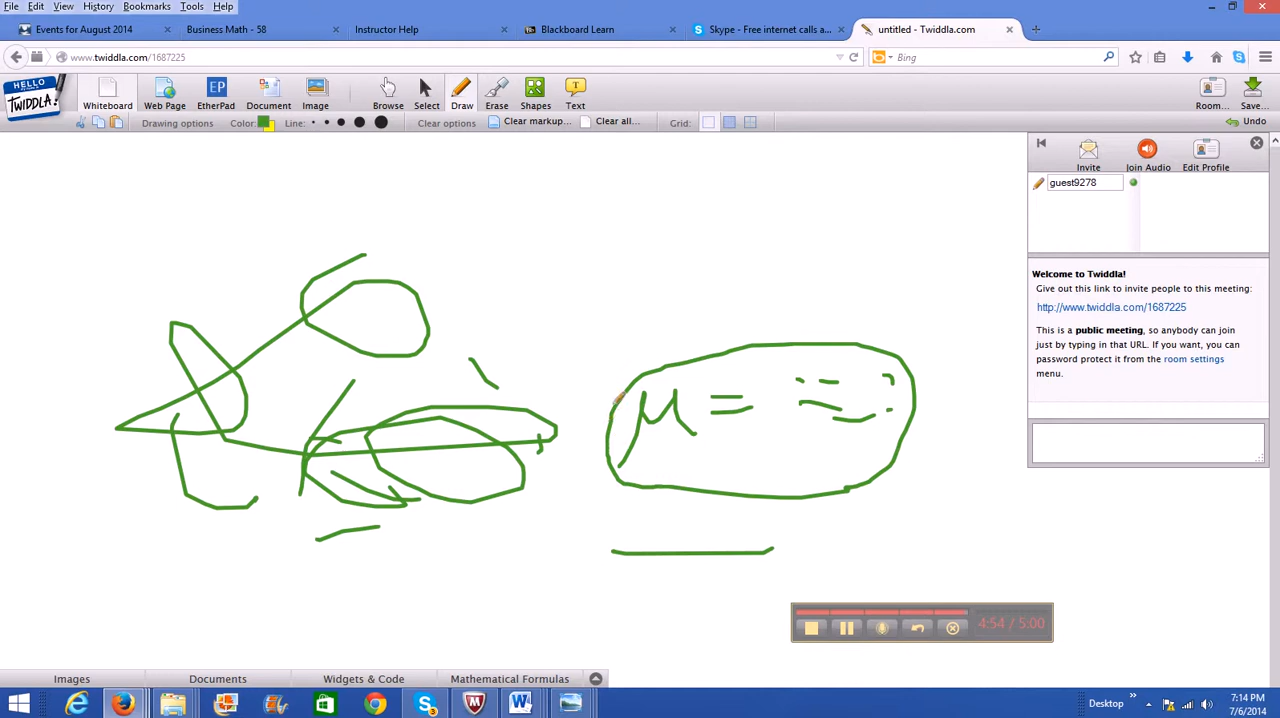 File Edit View History Bookmarks Tools Help
Events for August 2014 × Business Math - 58 × Instructor Help × Blackboard Learn × Skype - Free internet calls a... × untitled - Twiddla.com × +
www.twiddla.com/1687225 Bing
HELLO
TWIDDLA!
EP T
Whiteboard Web Page EtherPad Document Image Browse Select Draw Erase Shapes Text Room... Save...
Drawing options Color: Line: Clear options Clear markup... Clear all... Grid: Undo
Invite Join Audio Edit Profile
guest9278
Welcome to Twiddla!
Give out this link to invite people to this meeting:
http://www.twiddla.com/1687225
This is a public meeting, so anybody can join
just by typing in that URL. If you want, you can
password protect it from the room settings
menu.
μ =
4:54 / 5:00
Images Documents Widgets & Code Mathematical Formulas
Desktop
7:14 PM
7/6/2014